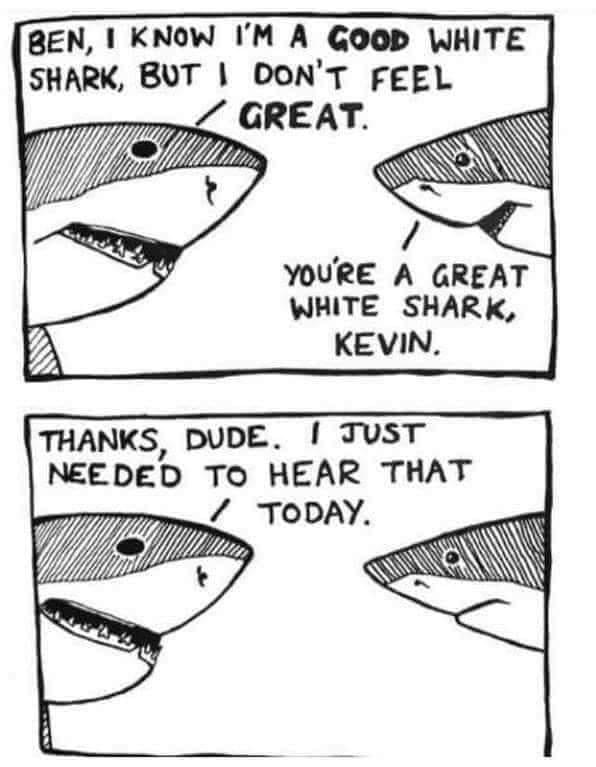 BEN, I KNOW I'M A GOOD WHITE
SHARK, BUT I DON'T FEEL
GREAT.
YOU'RE A GREAT
WHITE SHARK,
KEVIN.
THANKS, DUDE. I JUST
NEEDED TO HEAR THAT
TODAY.